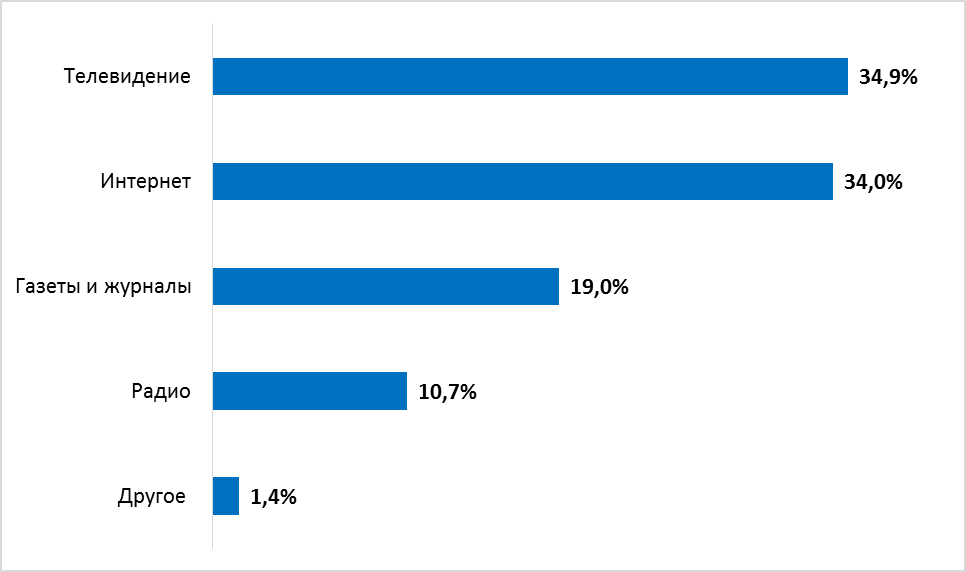 Телевидение 34,9%
Интернет 34,0%
Газеты и журналы 19,0%
Радио 10,7%
Другое 1,4%